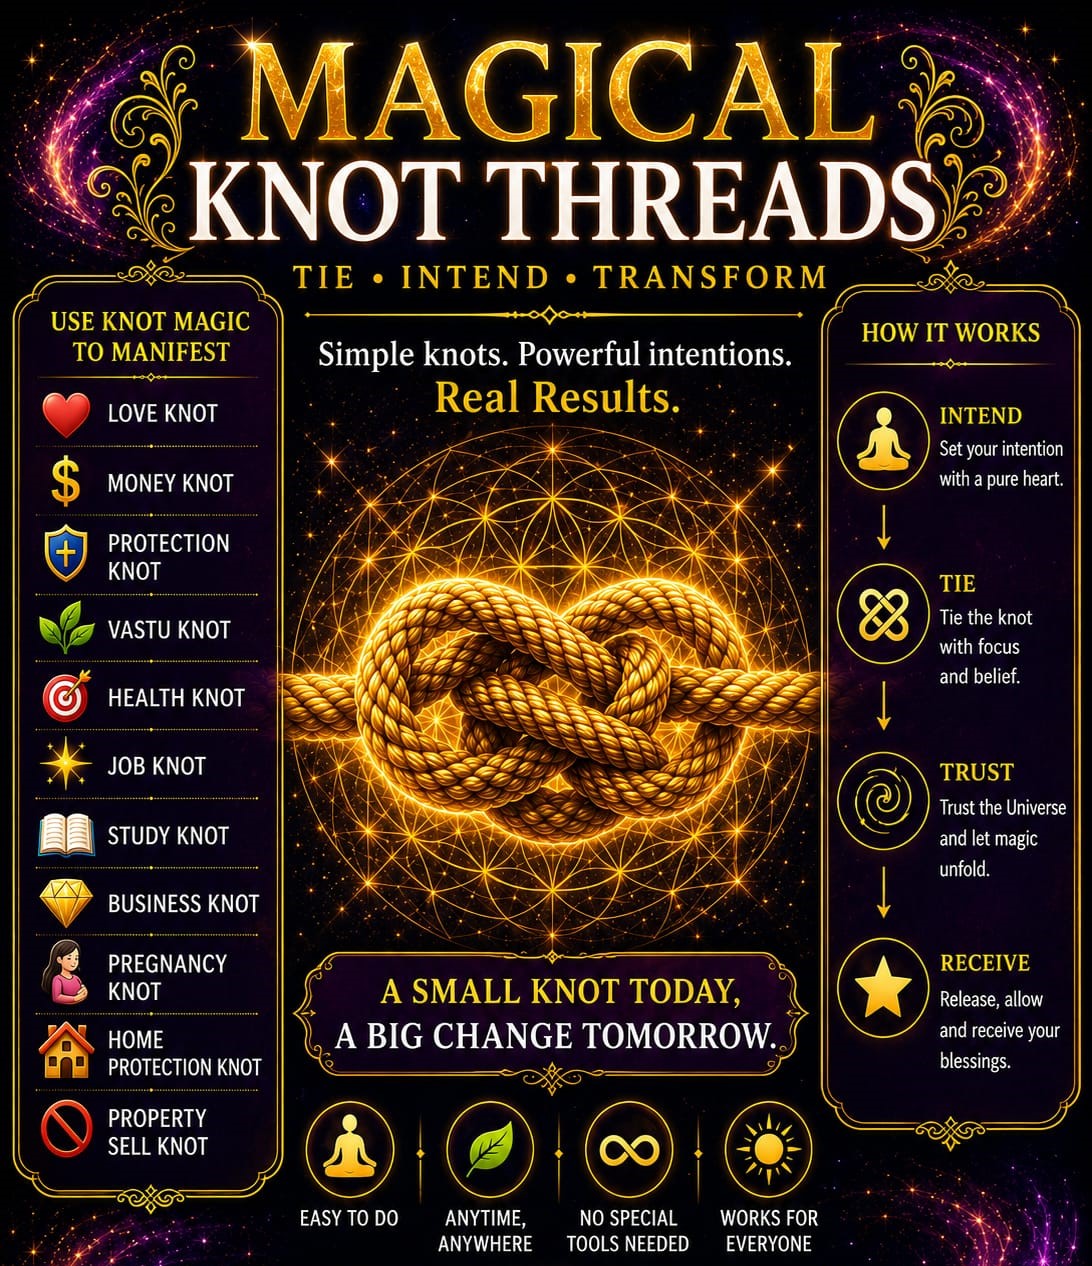 MAGICAL
KNOT THREADS
TIE • INTEND • TRANSFORM
USE KNOT MAGIC
TO MANIFEST
LOVE KNOT
MONEY KNOT
PROTECTION
KNOT
VASTU KNOT
HEALTH KNOT
JOB KNOT
STUDY KNOT
BUSINESS KNOT
PREGNANCY
KNOT
HOME
PROTECTION KNOT
PROPERTY
SELL KNOT
Simple knots. Powerful intentions.
Real Results.
A SMALL KNOT TODAY,
A BIG CHANGE TOMORROW.
EASY TO DO
ANYTIME,
ANYWHERE
NO SPECIAL
TOOLS NEEDED
WORKS FOR
EVERYONE
HOW IT WORKS
INTEND
Set your intention
with a pure heart.
TIE
Tie the knot
with focus
and belief.
TRUST
Trust the Universe
and let magic
unfold.
RECEIVE
Release, allow
and receive your
blessings.